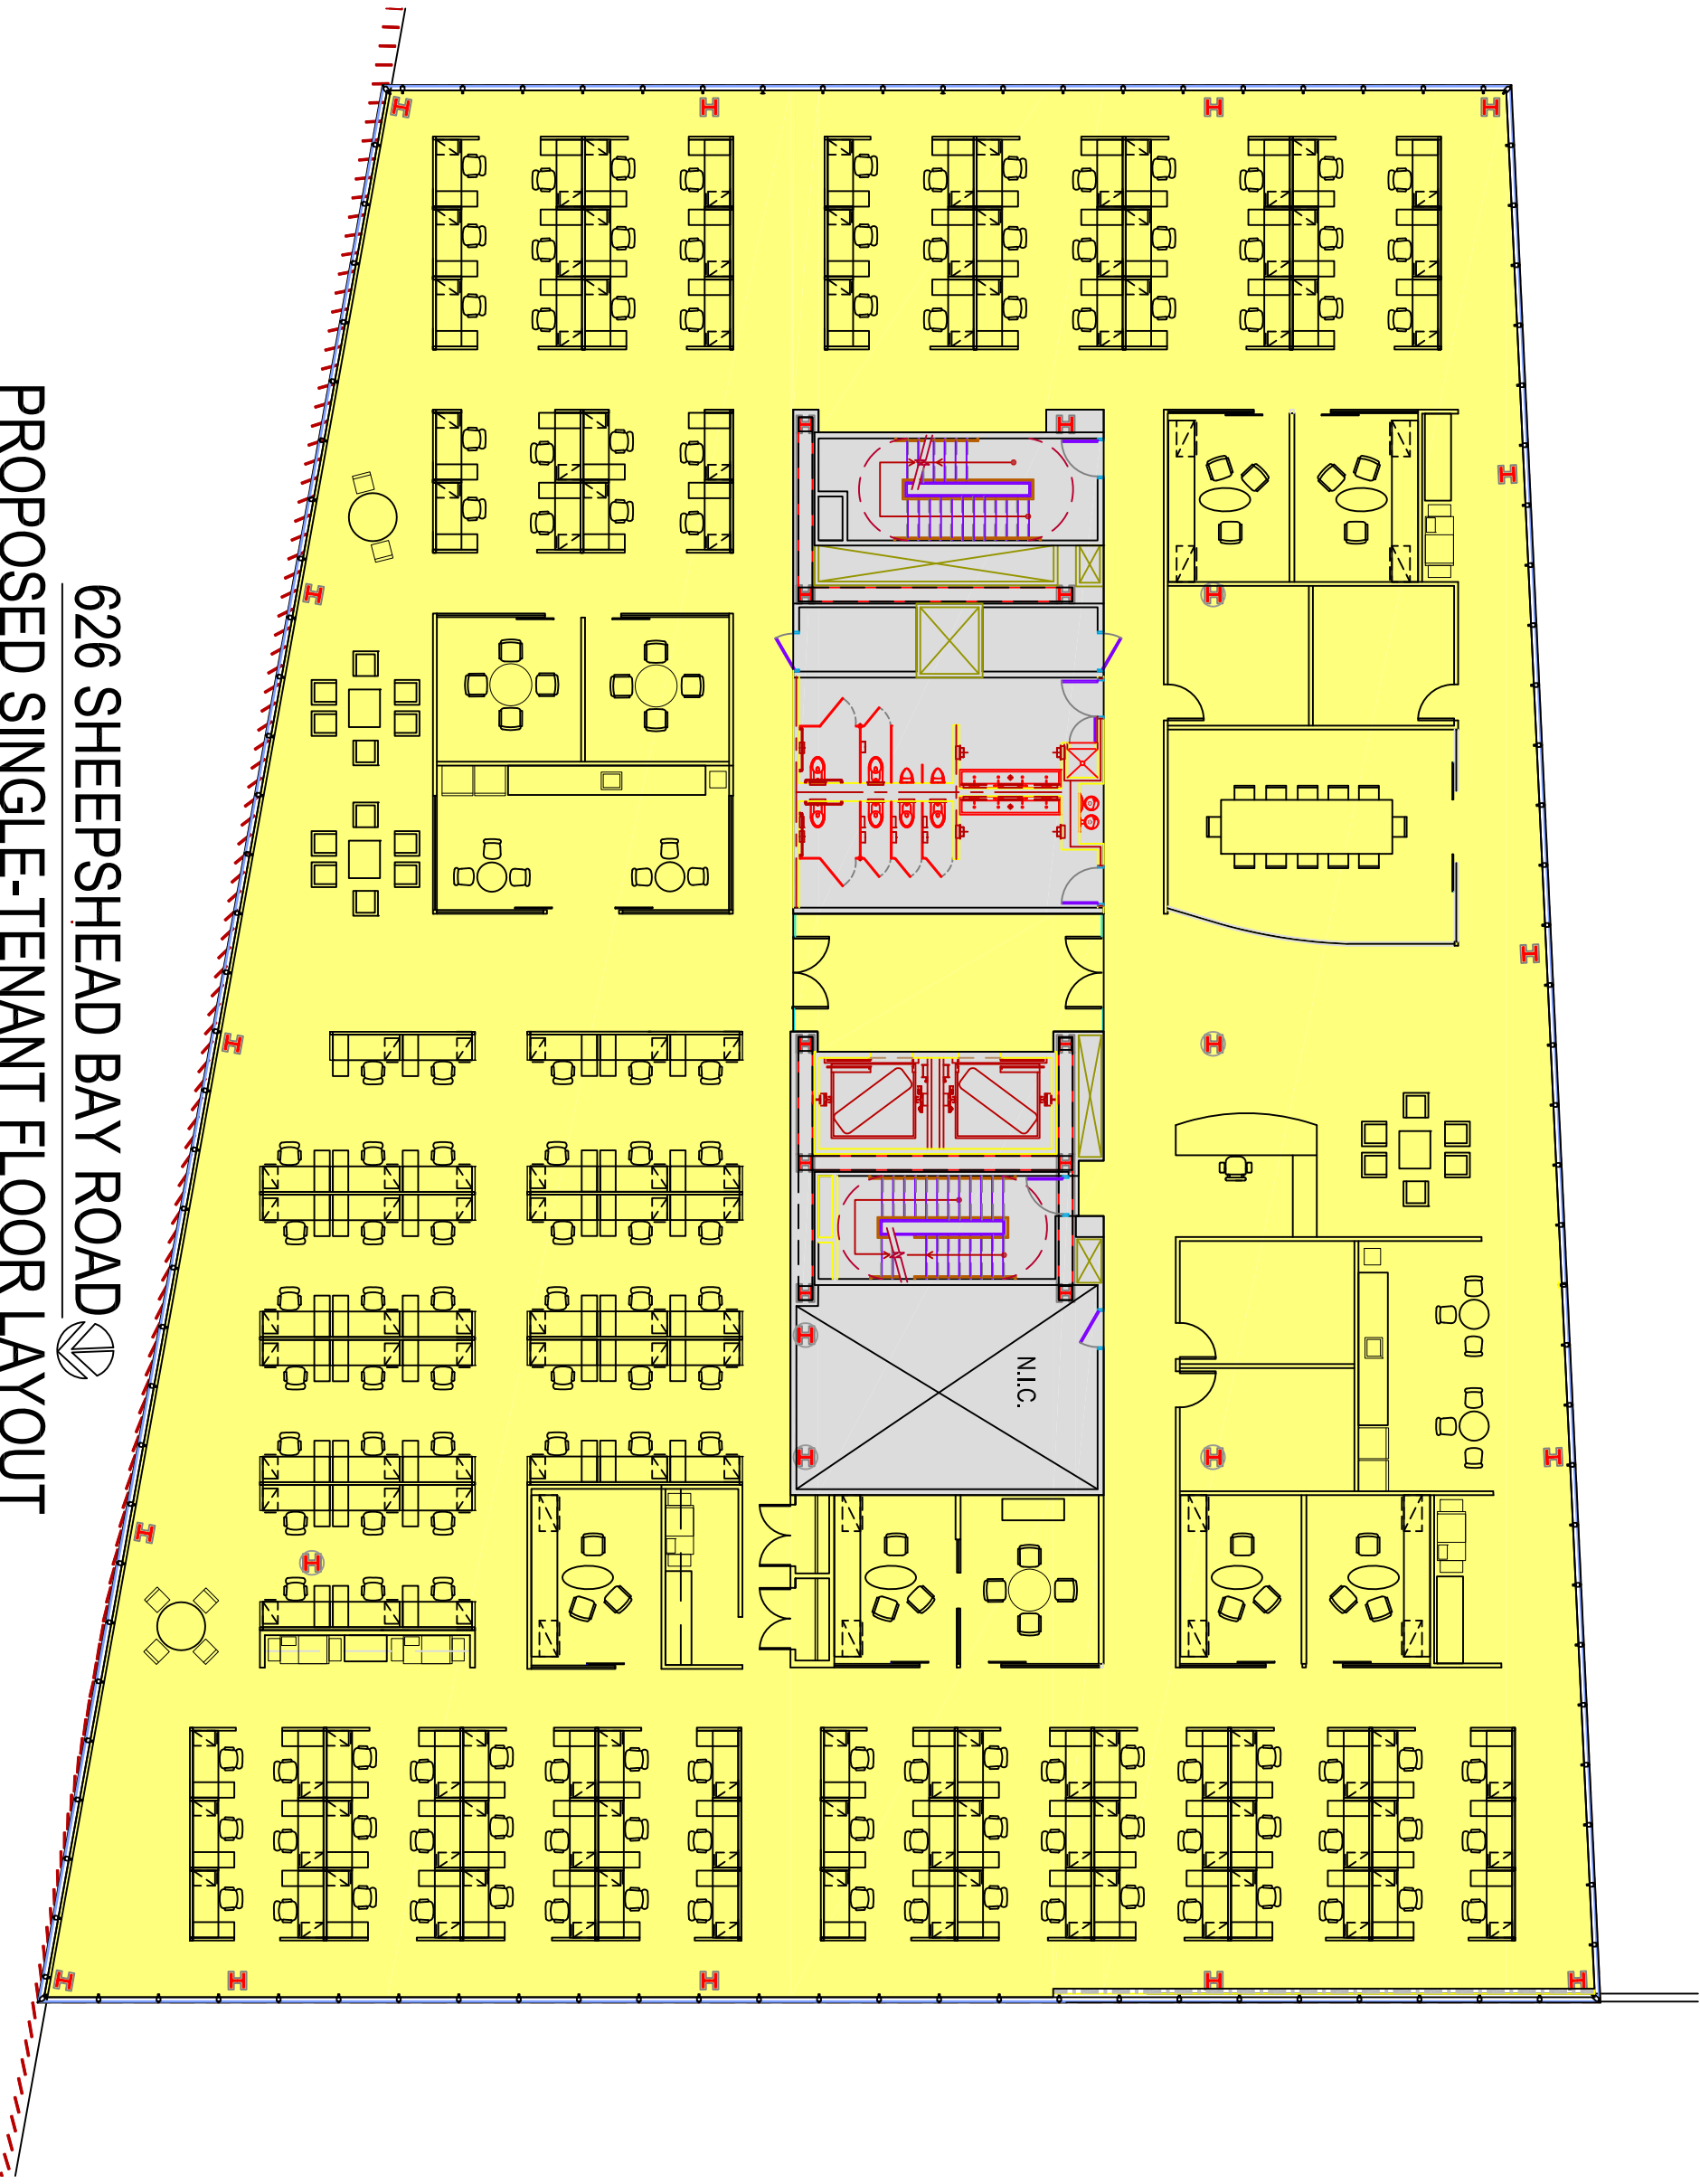 626 SHEEPSHEAD BAY ROAD
PROPOSED SINGLE-TENANT FLOOR LAYOUT
N.I.C.